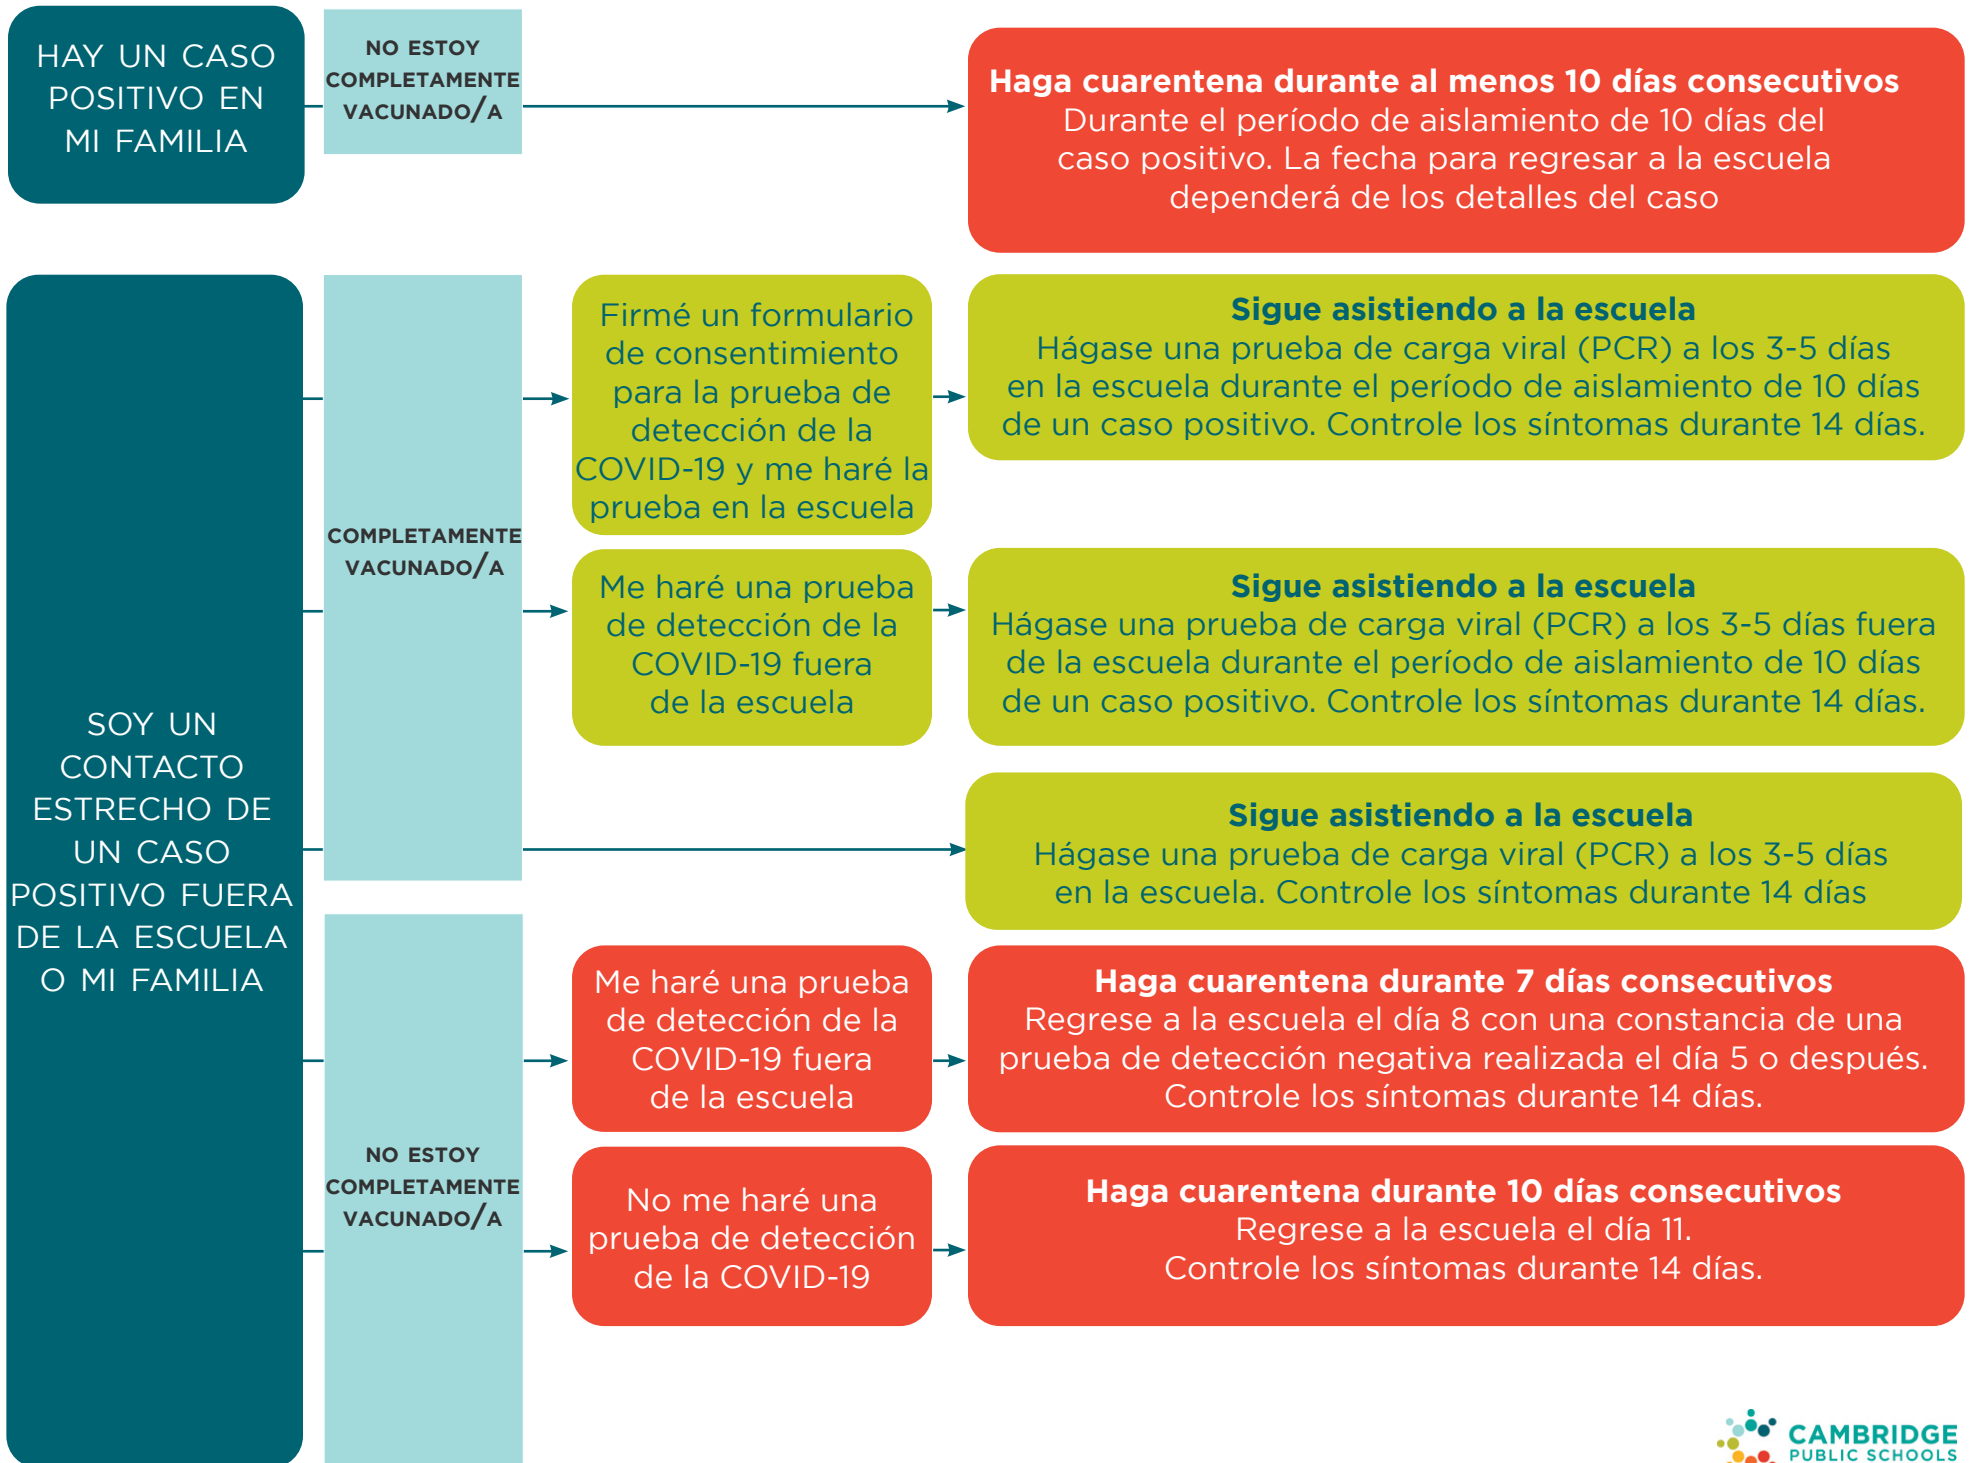 HAY UN CASO
POSITIVO EN
MI FAMILIA
NO ESTOY
COMPLETAMENTE
VACUNADO/A
Haga cuarentena durante al menos 10 días consecutivos
Durante el período de aislamiento de 10 días del
caso positivo. La fecha para regresar a la escuela
dependerá de los detalles del caso
SOY UN
CONTACTO
ESTRECHO DE
UN CASO
POSITIVO FUERA
DE LA ESCUELA
O MI FAMILIA
COMPLETAMENTE
VACUNADO/A
Firmé un formulario
de consentimiento
para la prueba de
detección de la
COVID-19 y me haré la
prueba en la escuela
Sigue asistiendo a la escuela
Hágase una prueba de carga viral (PCR) a los 3-5 días
en la escuela durante el período de aislamiento de 10 días
de un caso positivo. Controle los síntomas durante 14 días.
Me haré una prueba
de detección de la
COVID-19 fuera
de la escuela
Sigue asistiendo a la escuela
Hágase una prueba de carga viral (PCR) a los 3-5 días fuera
de la escuela durante el período de aislamiento de 10 días
de un caso positivo. Controle los síntomas durante 14 días.
Sigue asistiendo a la escuela
Hágase una prueba de carga viral (PCR) a los 3-5 días
en la escuela. Controle los síntomas durante 14 días
NO ESTOY
COMPLETAMENTE
VACUNADO/A
Me haré una prueba
de detección de la
COVID-19 fuera
de la escuela
Haga cuarentena durante 7 días consecutivos
Regrese a la escuela el día 8 con una constancia de una
prueba de detección negativa realizada el día 5 o después.
Controle los síntomas durante 14 días.
No me haré una
prueba de detección
de la COVID-19
Haga cuarentena durante 10 días consecutivos
Regrese a la escuela el día 11.
Controle los síntomas durante 14 días.
CAMBRIDGE
PUBLIC SCHOOLS